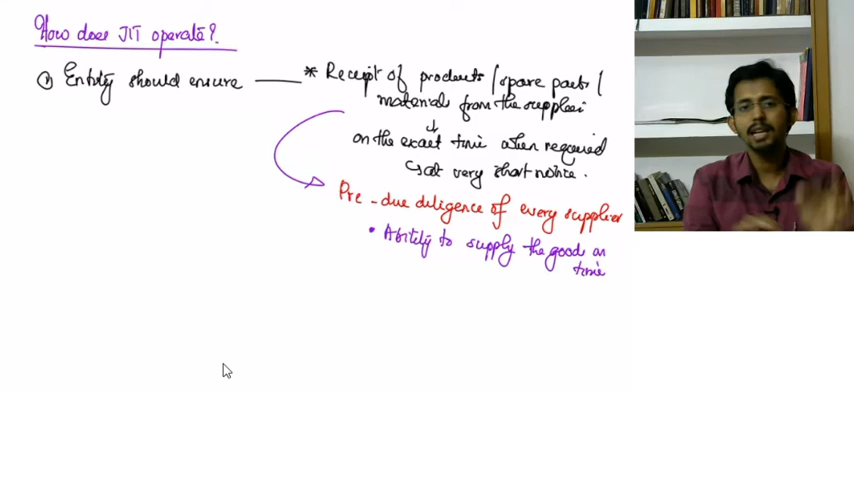 How does JIT operate?
① Entity should ensure — * Receipt of products / spare parts /
materials from the supplier
↓
on the exact time when required
↳ at very short notice.
Pre-due diligence of every supplier
• Ability to supply the good on
time